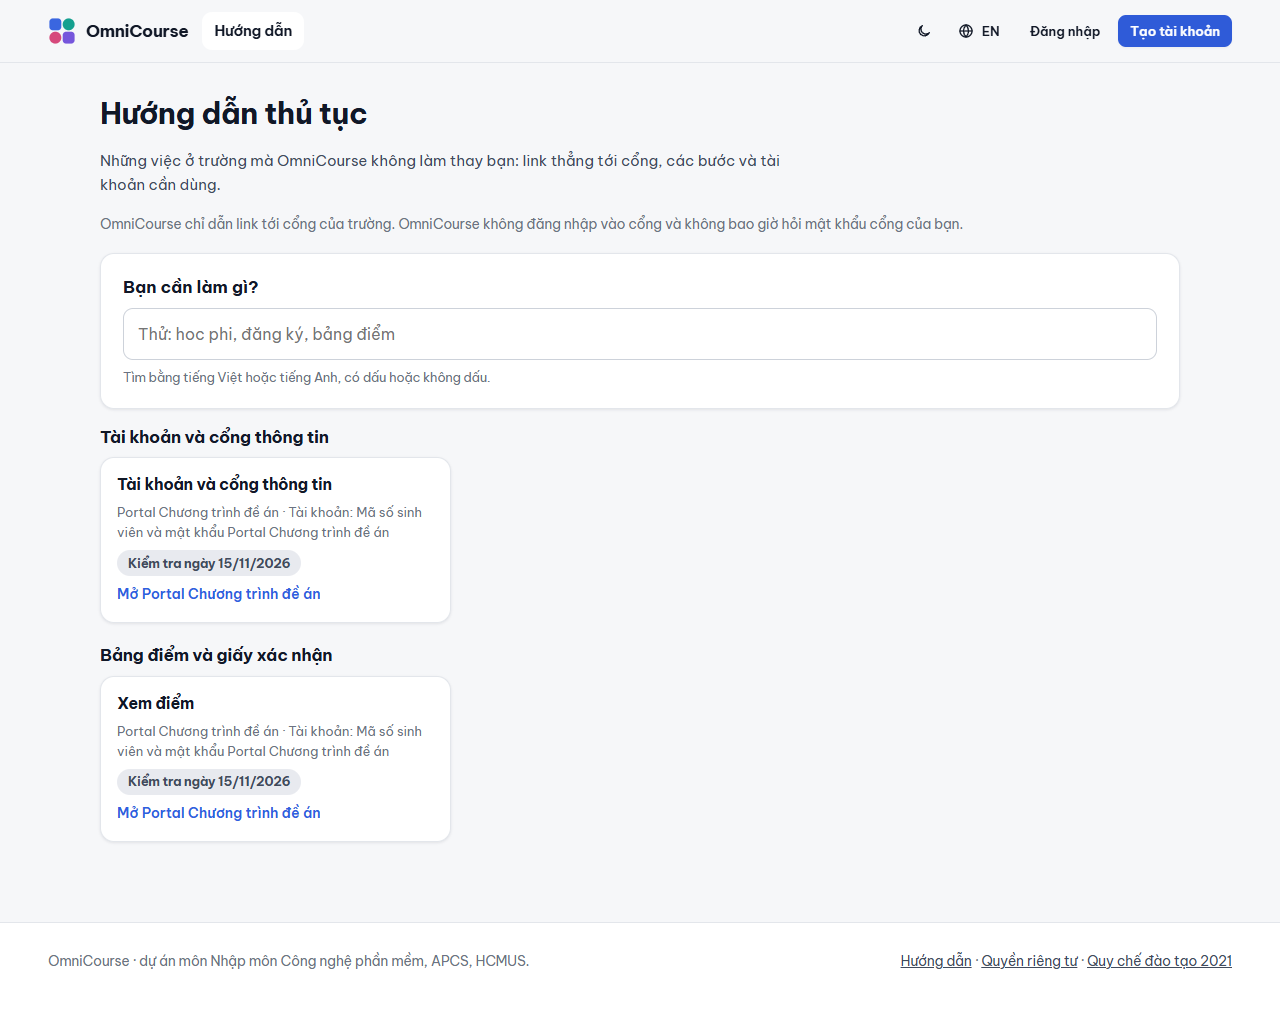 OmniCourse
Hướng dẫn
EN
Đăng nhập
Tạo tài khoản
Hướng dẫn thủ tục
Những việc ở trường mà OmniCourse không làm thay bạn: link thẳng tới cổng, các bước và tài
khoản cần dùng.
OmniCourse chỉ dẫn link tới cổng của trường. OmniCourse không đăng nhập vào cổng và không bao giờ hỏi mật khẩu cổng của bạn.
Bạn cần làm gì?
Thử: hoc phi, đăng ký, bảng điểm
Tìm bằng tiếng Việt hoặc tiếng Anh, có dấu hoặc không dấu.
Tài khoản và cổng thông tin
Tài khoản và cổng thông tin
Portal Chương trình đề án · Tài khoản: Mã số sinh
viên và mật khẩu Portal Chương trình đề án
Kiểm tra ngày 15/11/2026
Mở Portal Chương trình đề án
Bảng điểm và giấy xác nhận
Xem điểm
Portal Chương trình đề án · Tài khoản: Mã số sinh
viên và mật khẩu Portal Chương trình đề án
Kiểm tra ngày 15/11/2026
Mở Portal Chương trình đề án
OmniCourse · dự án môn Nhập môn Công nghệ phần mềm, APCS, HCMUS.
Hướng dẫn · Quyền riêng tư · Quy chế đào tạo 2021